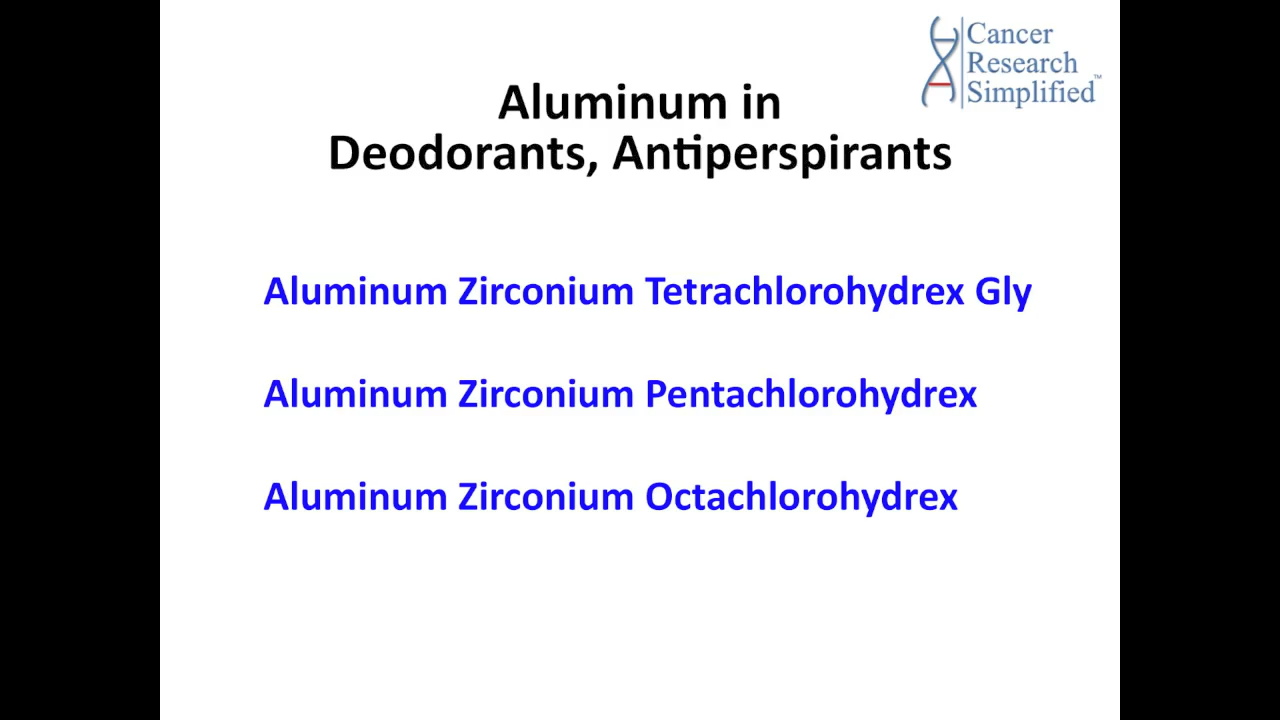 Cancer
Research
Simplified™
Aluminum in
Deodorants, Antiperspirants
Aluminum Zirconium Tetrachlorohydrex Gly
Aluminum Zirconium Pentachlorohydrex
Aluminum Zirconium Octachlorohydrex